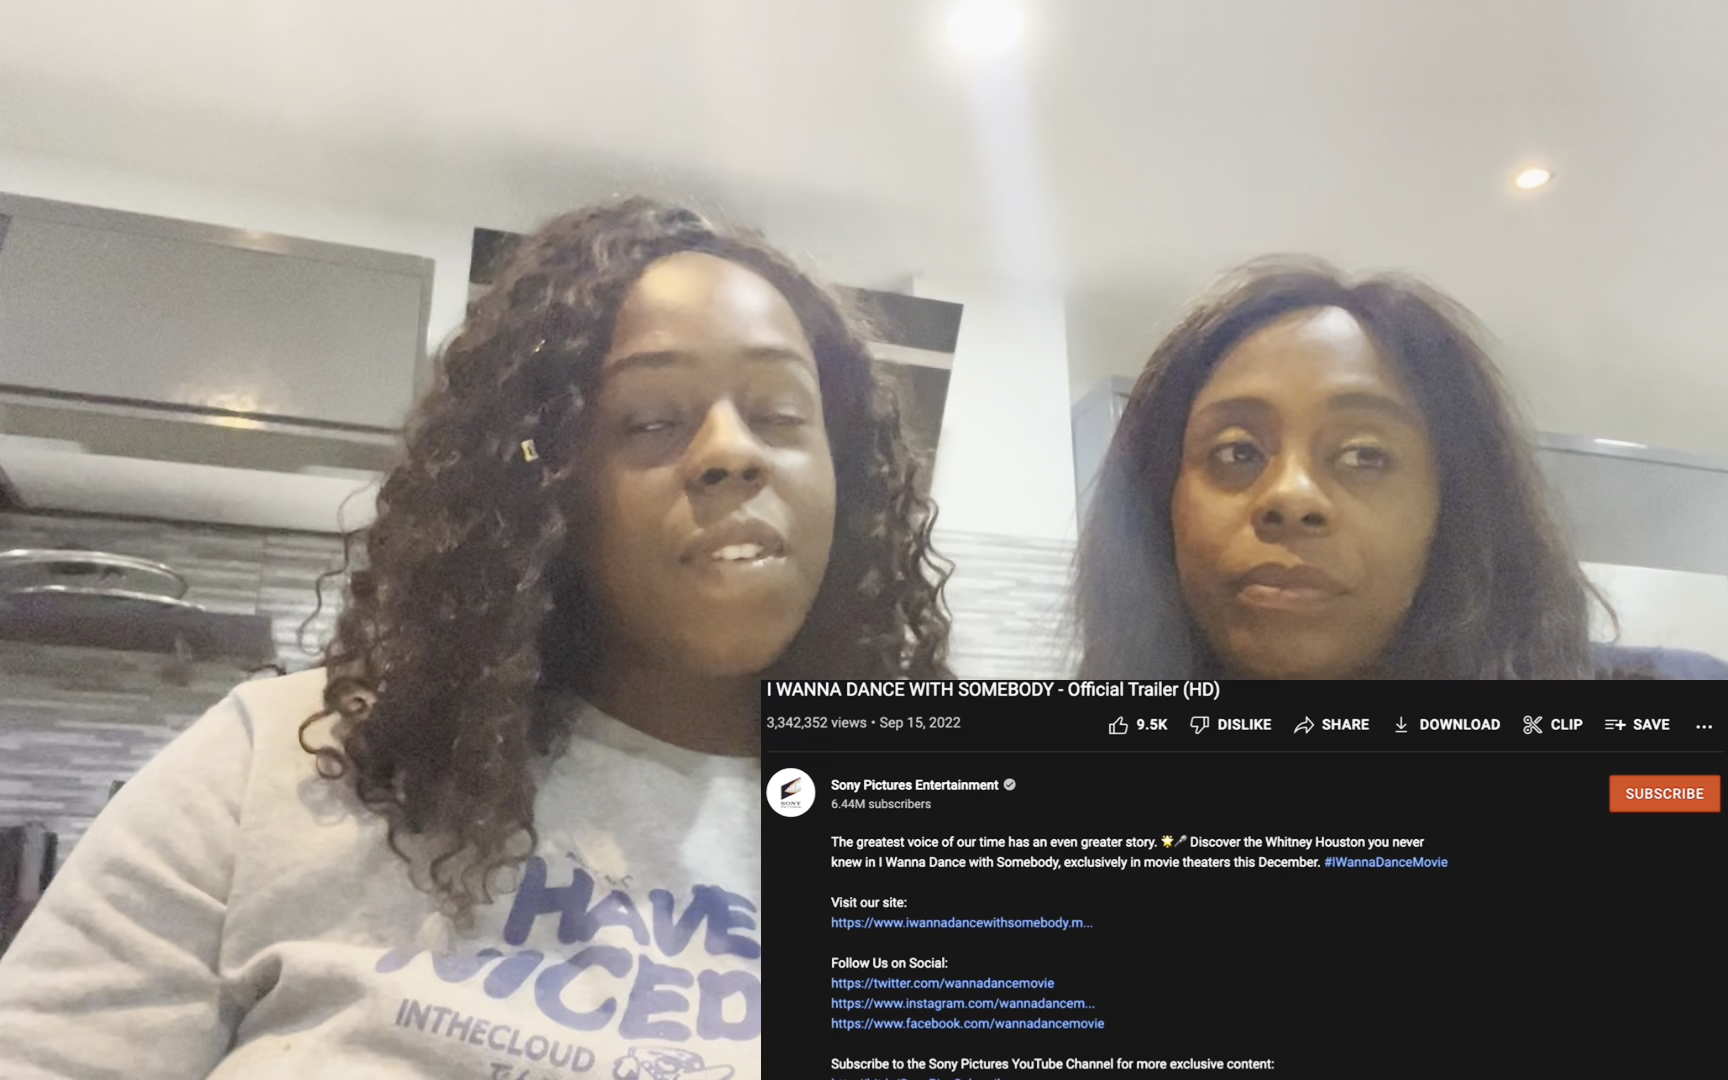 HAVE
NICED
INTHECLOUD
I WANNA DANCE WITH SOMEBODY - Official Trailer (HD)
3,342,352 views • Sep 15, 2022
9.5K
DISLIKE
SHARE
DOWNLOAD
CLIP
SAVE
SONY
Sony Pictures Entertainment
6.44M subscribers
SUBSCRIBE
The greatest voice of our time has an even greater story. 🌟🎤 Discover the Whitney Houston you never
knew in I Wanna Dance with Somebody, exclusively in movie theaters this December. #IWannaDanceMovie
Visit our site:
https://www.iwannadancewithsomebody.m...
Follow Us on Social:
https://twitter.com/wannadancemovie
https://www.instagram.com/wannadancem...
https://www.facebook.com/wannadancemovie
Subscribe to the Sony Pictures YouTube Channel for more exclusive content: